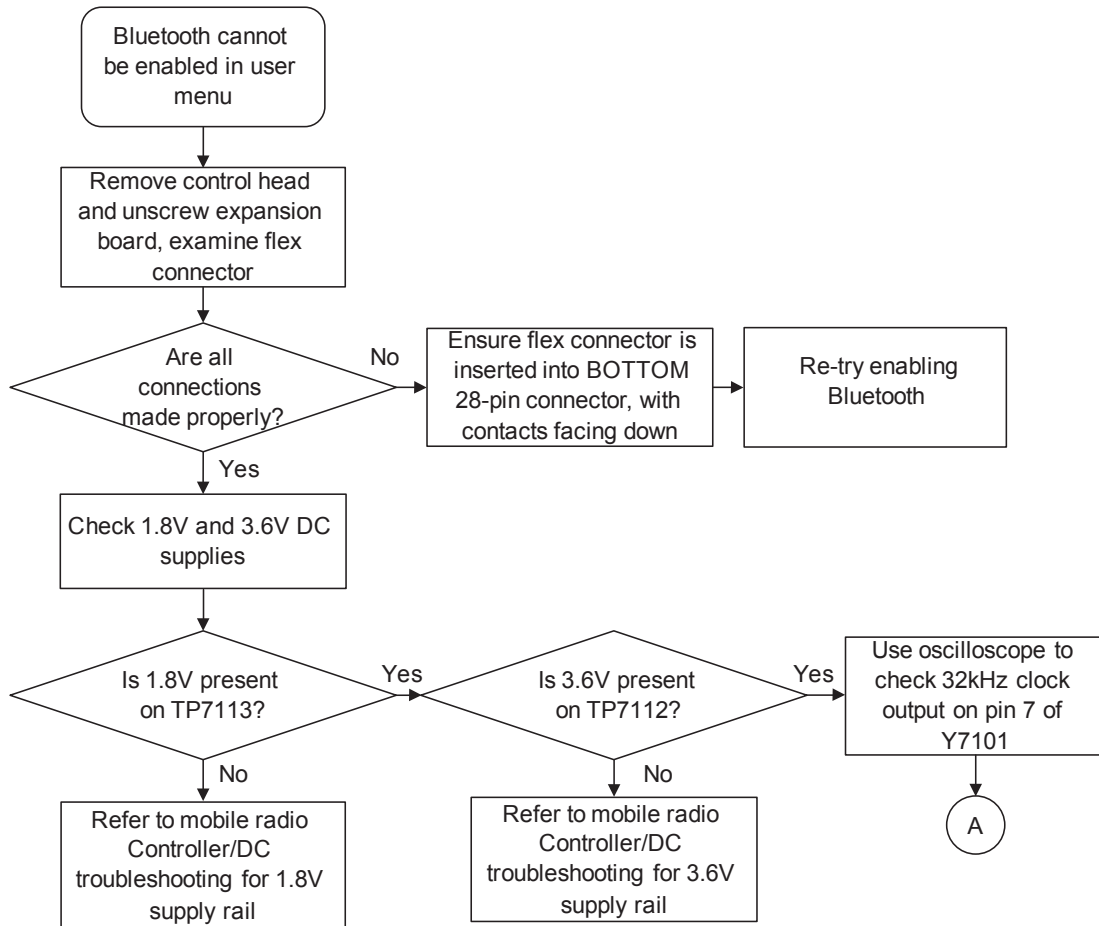 Bluetooth cannot
be enabled in user
menu
Remove control head
and unscrew expansion
board, examine flex
connector
Are all
connections
made properly?
No
Ensure flex connector is
inserted into BOTTOM
28-pin connector, with
contacts facing down
Re-try enabling
Bluetooth
Yes
Check 1.8V and 3.6V DC
supplies
Is 1.8V present
on TP7113?
Yes
Is 3.6V present
on TP7112?
Yes
Use oscilloscope to
check 32kHz clock
output on pin 7 of
Y7101
No
Refer to mobile radio
Controller/DC
troubleshooting for 1.8V
supply rail
No
Refer to mobile radio
Controller/DC
troubleshooting for 3.6V
supply rail
A